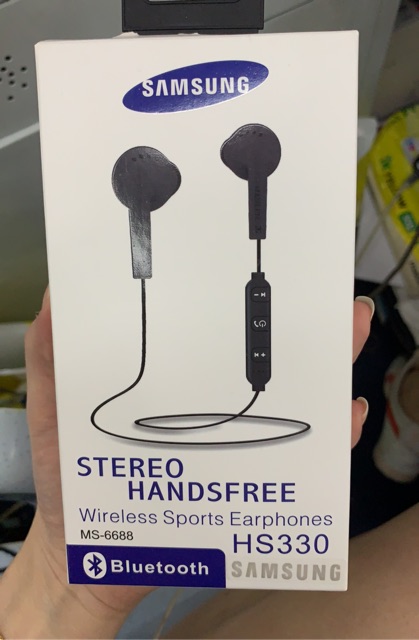 SAMSUNG
STEREO
HANDSFREE
Wireless Sports Earphones
MS-6688
HS330
Bluetooth
SAMSUNG